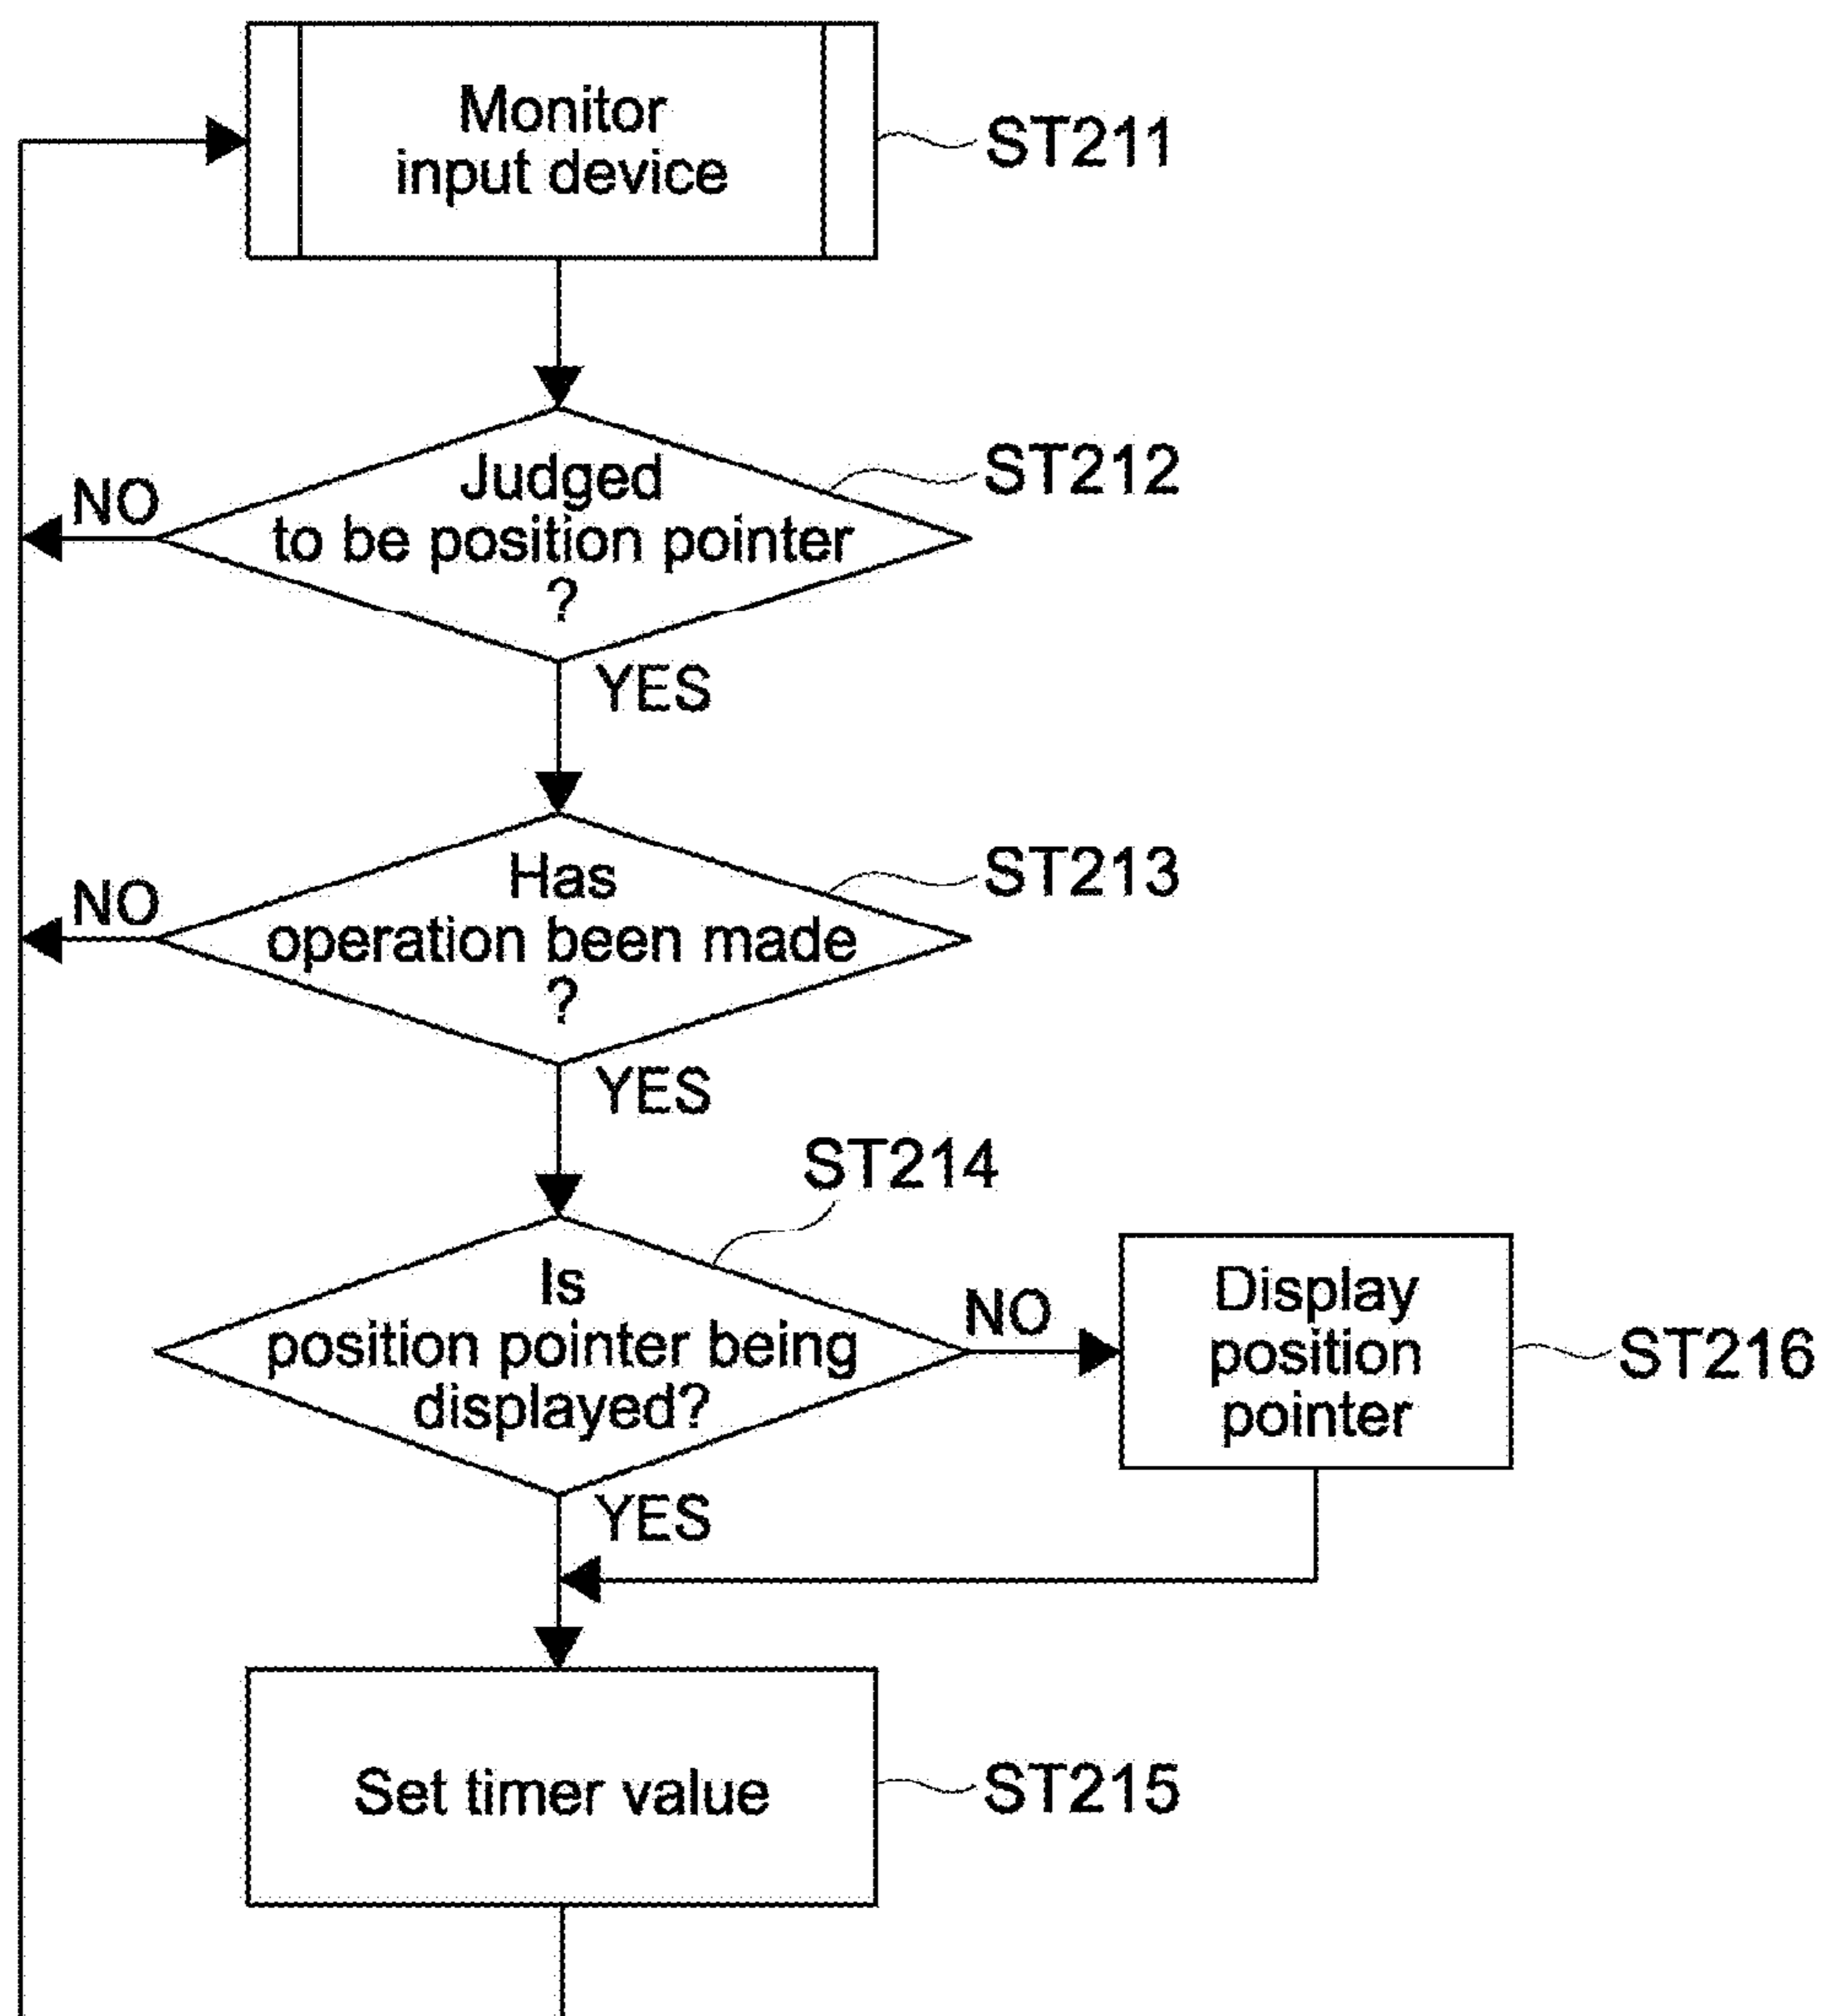 Monitor
input device
ST211
Judged
to be position pointer
?
ST212
NO
YES
Has
operation been made
?
ST213
NO
YES
ST214
Is
position pointer being
displayed?
NO
Display
position
pointer
ST216
YES
Set timer value
ST215